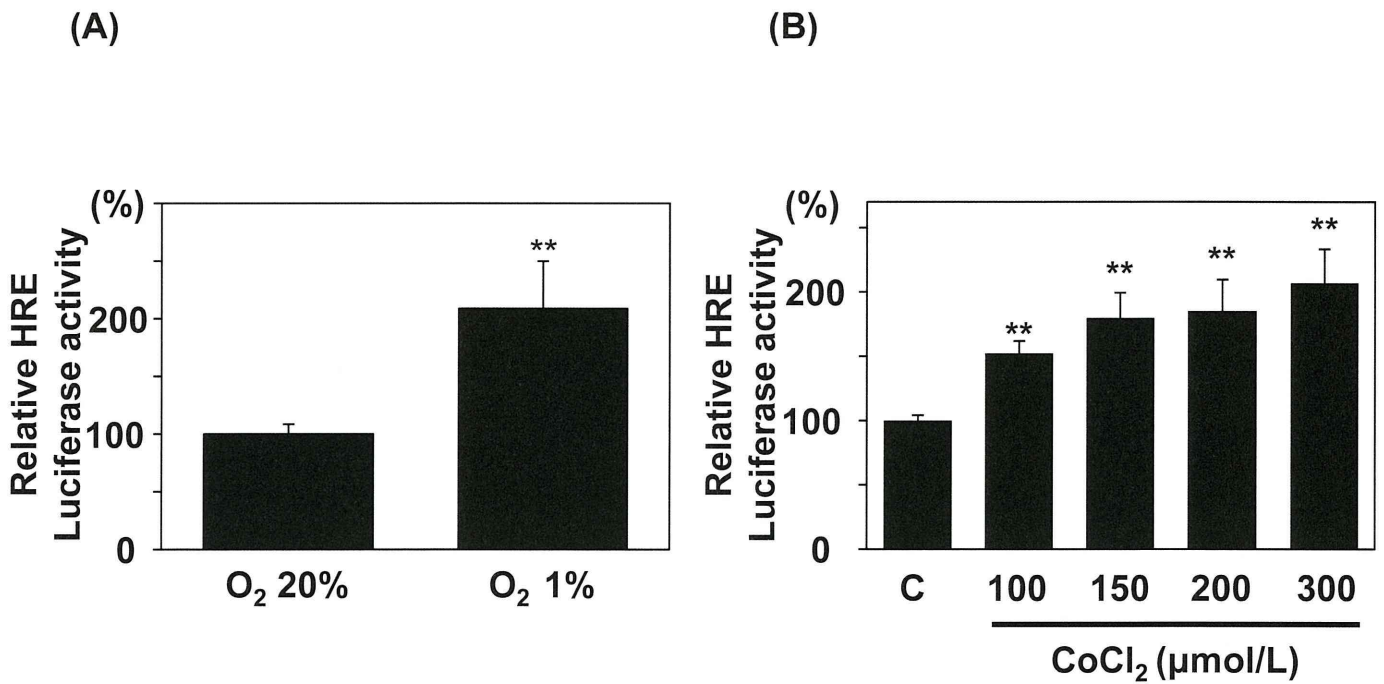 (A)
(%)
Relative HRE
Luciferase activity
200
100
0
**
O₂ 20%
O₂ 1%
(B)
(%)
Relative HRE
Luciferase activity
200
100
0
**
**
**
**
C
100
150
200
300
CoCl₂ (μmol/L)